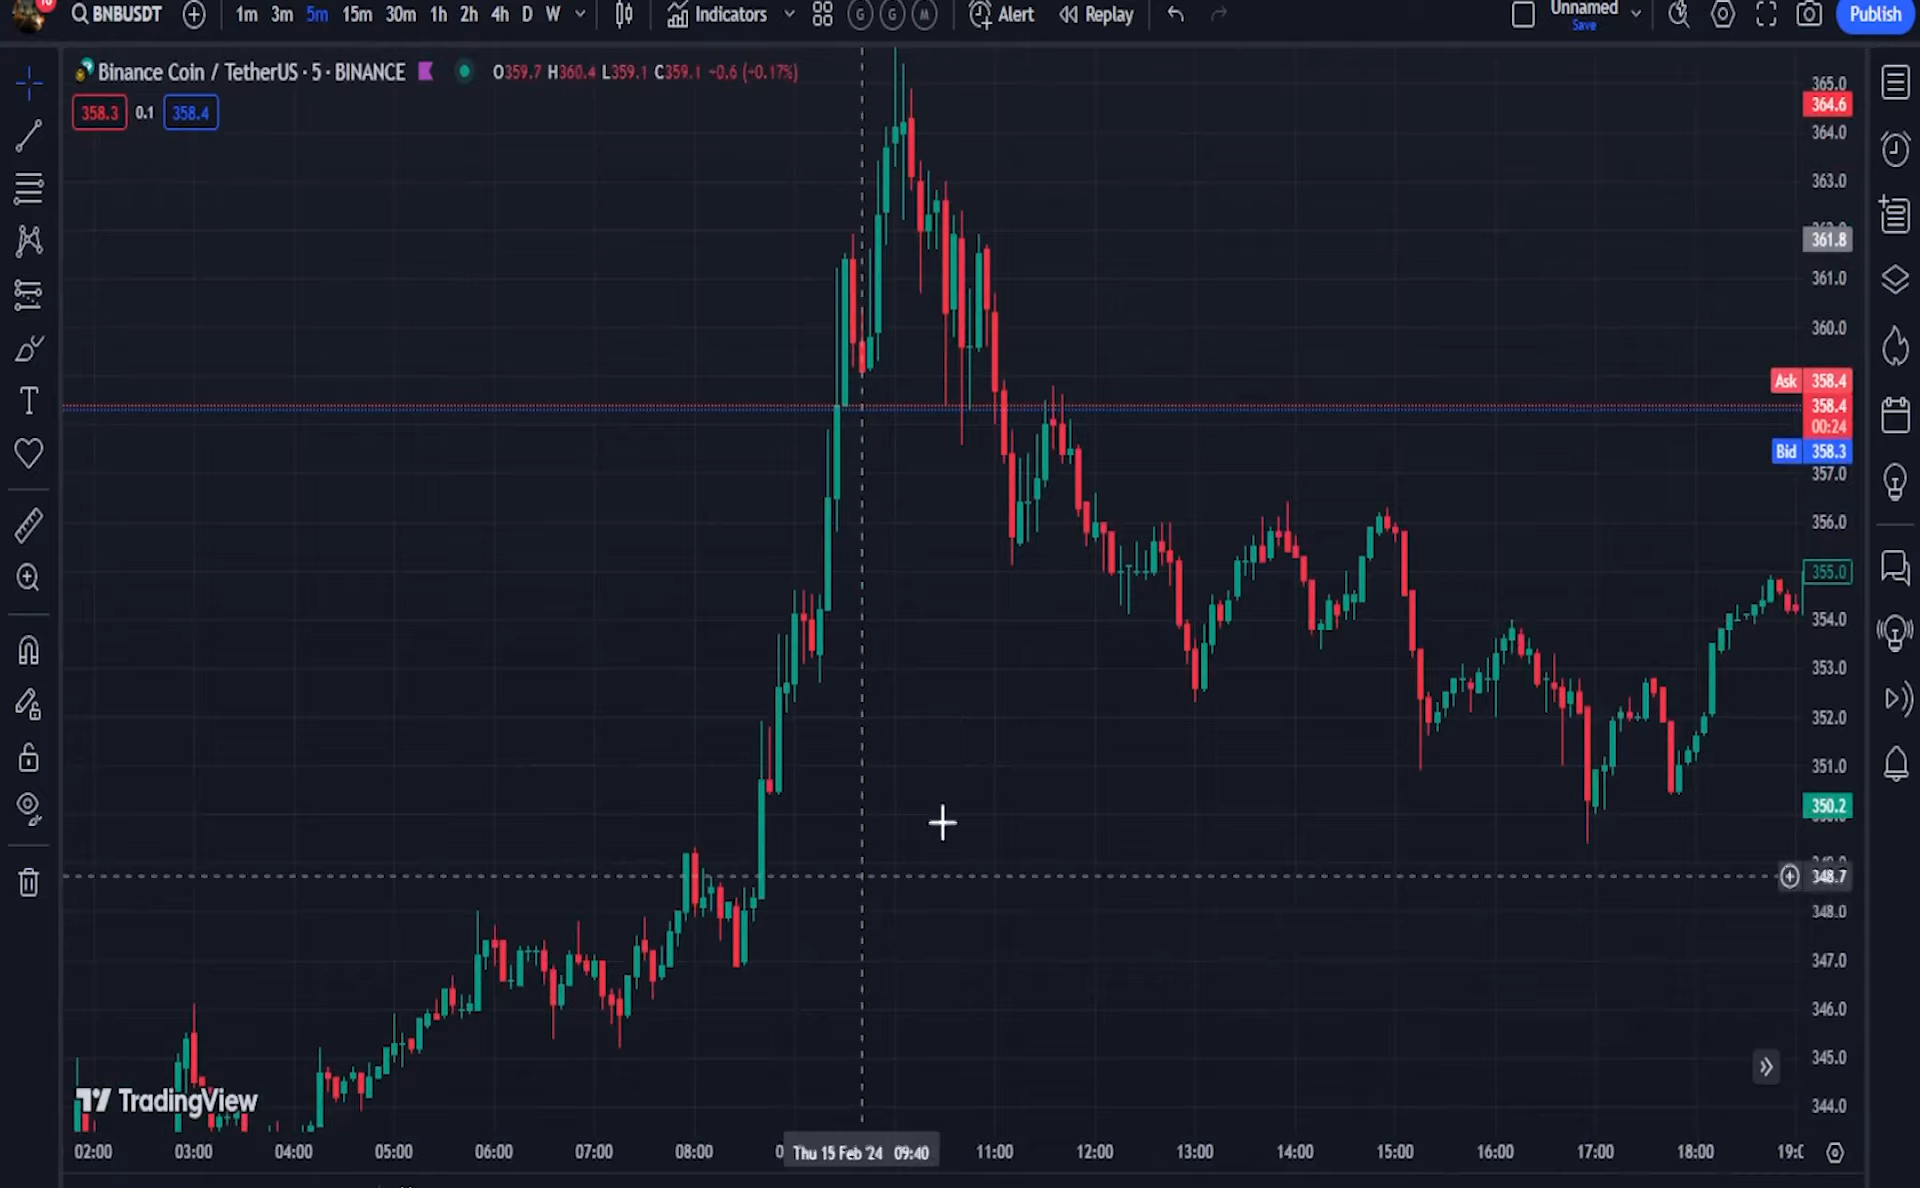 BNBUSDT 1m 3m 5m 15m 30m 1h 2h 4h D W Indicators G G M Alert Replay Unnamed Publish
Save
Binance Coin / TetherUS · 5 · BINANCE O359.7 H360.4 L359.1 C359.1 −0.6 (−0.17%)
358.3 0.1 358.4
365.0
364.6
364.0
363.0
361.8
361.0
360.0
Ask 358.4
358.4
00:24
Bid 358.3
357.0
356.0
355.0
354.0
353.0
352.0
351.0
350.2
348.7
348.0
347.0
346.0
345.0
344.0
TradingView
02:00 03:00 04:00 05:00 06:00 07:00 08:00 Thu 15 Feb '24 09:40 11:00 12:00 13:00 14:00 15:00 16:00 17:00 18:00